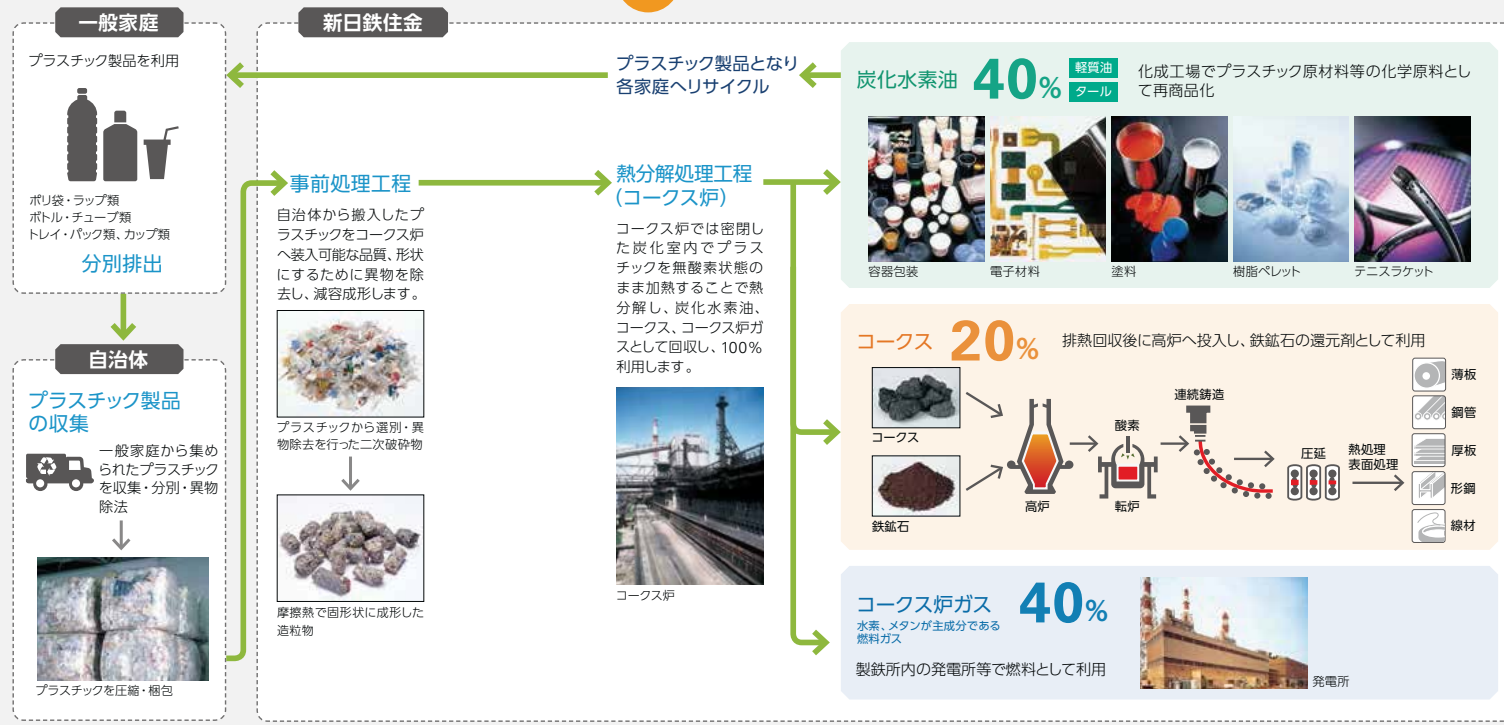 一般家庭
プラスチック製品を利用
ポリ袋・ラップ類
ボトル・チューブ類
トレイ・パック類、カップ類
分別排出
自治体
プラスチック製品
の収集
一般家庭から集め
られたプラスチック
を収集・分別・異物
除法
プラスチックを圧縮・梱包
新日鉄住金
事前処理工程
自治体から搬入したプ
ラスチックをコークス炉
へ装入可能な品質、形状
にするために異物を除
去し、減容成形します。
プラスチックから選別・異
物除去を行った二次破砕物
摩擦熱で固形状に成形した
造粒物
プラスチック製品となり
各家庭へリサイクル
熱分解処理工程
(コークス炉)
コークス炉では密閉し
た炭化室内でプラス
チックを無酸素状態の
まま加熱することで熱
分解し、炭化水素油、
コークス、コークス炉ガ
スとして回収し、100%
利用します。
コークス炉
炭化水素油 40%
軽質油
タール
化成工場でプラスチック原材料等の化学原料とし
て再商品化
容器包装
電子材料
塗料
樹脂ペレット
テニスラケット
コークス 20%
排熱回収後に高炉へ投入し、鉄鉱石の還元剤として利用
コークス
鉄鉱石
高炉
酸素
転炉
連続鋳造
圧延
熱処理
表面処理
薄板
鋼管
厚板
形鋼
線材
コークス炉ガス 40%
水素、メタンが主成分である
燃料ガス
製鉄所内の発電所等で燃料として利用
発電所